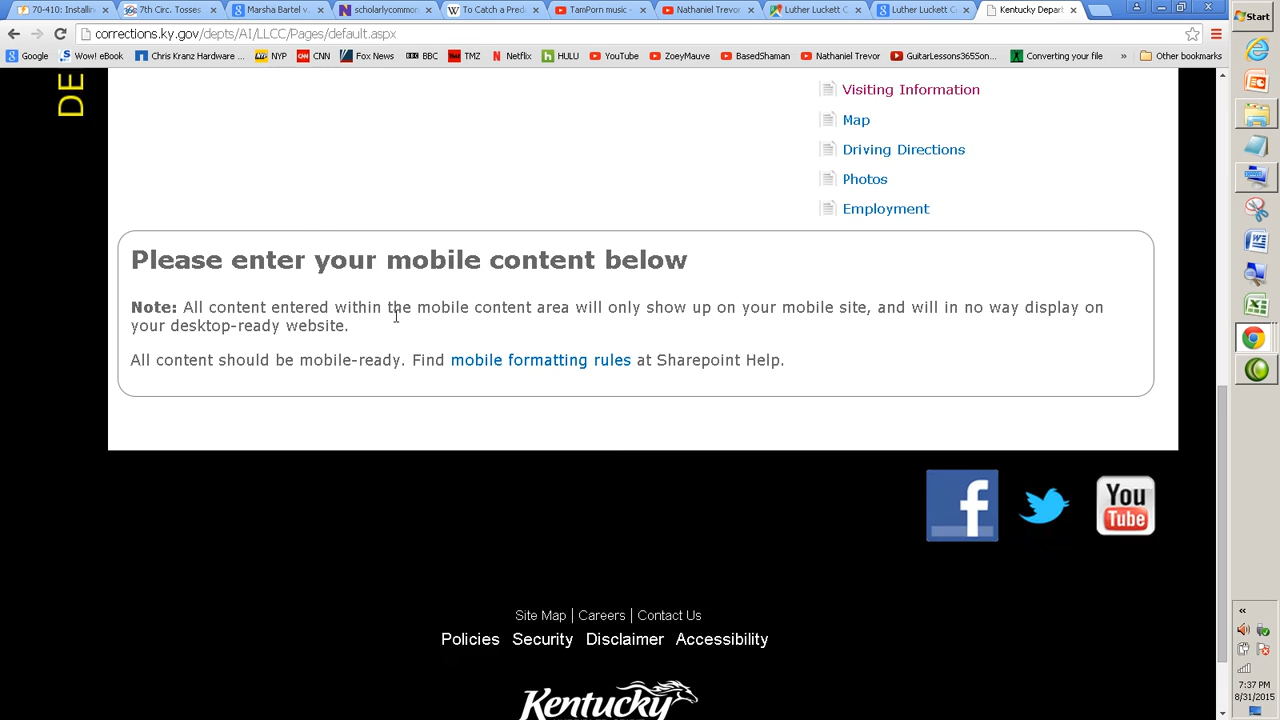 70-410: Installin
7th Circ. Tosses
Marsha Bartel v.
scholarlycommon
To Catch a Pred
TamPorn music -
Nathaniel Trevor
Luther Luckett C
Luther Luckett C
Kentucky Depart
corrections.ky.gov/depts/AI/LLCC/Pages/default.aspx
Google
Wow! eBook
Chris Kranz Hardware ...
NYP
CNN
Fox News
BBC
TMZ
Netflix
HULU
YouTube
ZoeyMauve
BasedShaman
Nathaniel Trevor
GuitarLessons365Son...
Converting your file
»
Other bookmarks
DE
Visiting Information
Map
Driving Directions
Photos
Employment
Please enter your mobile content below
Note: All content entered within the mobile content area will only show up on your mobile site, and will in no way display on
your desktop-ready website.
All content should be mobile-ready. Find mobile formatting rules at Sharepoint Help.
f
You
Tube
Site Map | Careers | Contact Us
Policies Security Disclaimer Accessibility
Kentucky
Start
7:37 PM
8/31/2015